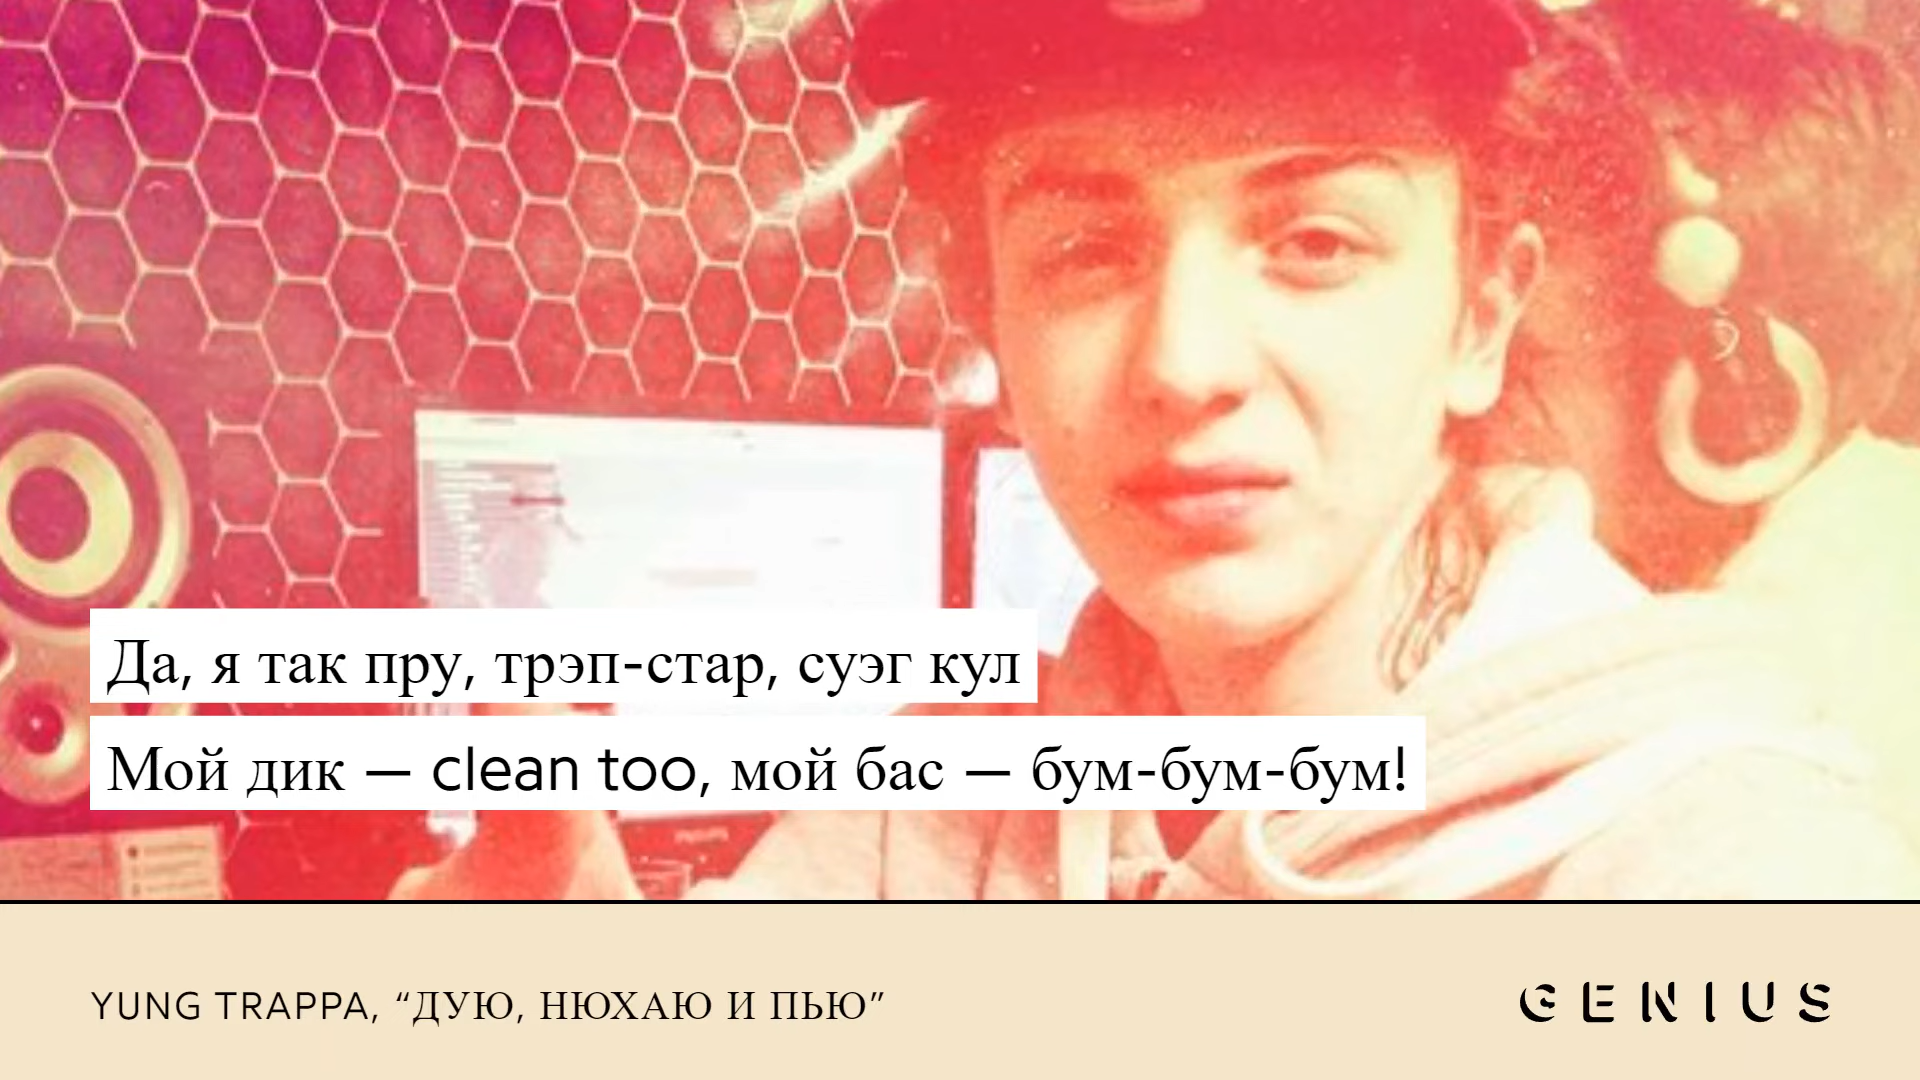 Да, я так пру, трэп-стар, суэг кул
Мой дик — clean too, мой бас — бум-бум-бум!
YUNG TRAPPA, “ДУЮ, НЮХАЮ И ПЬЮ”
GENIUS